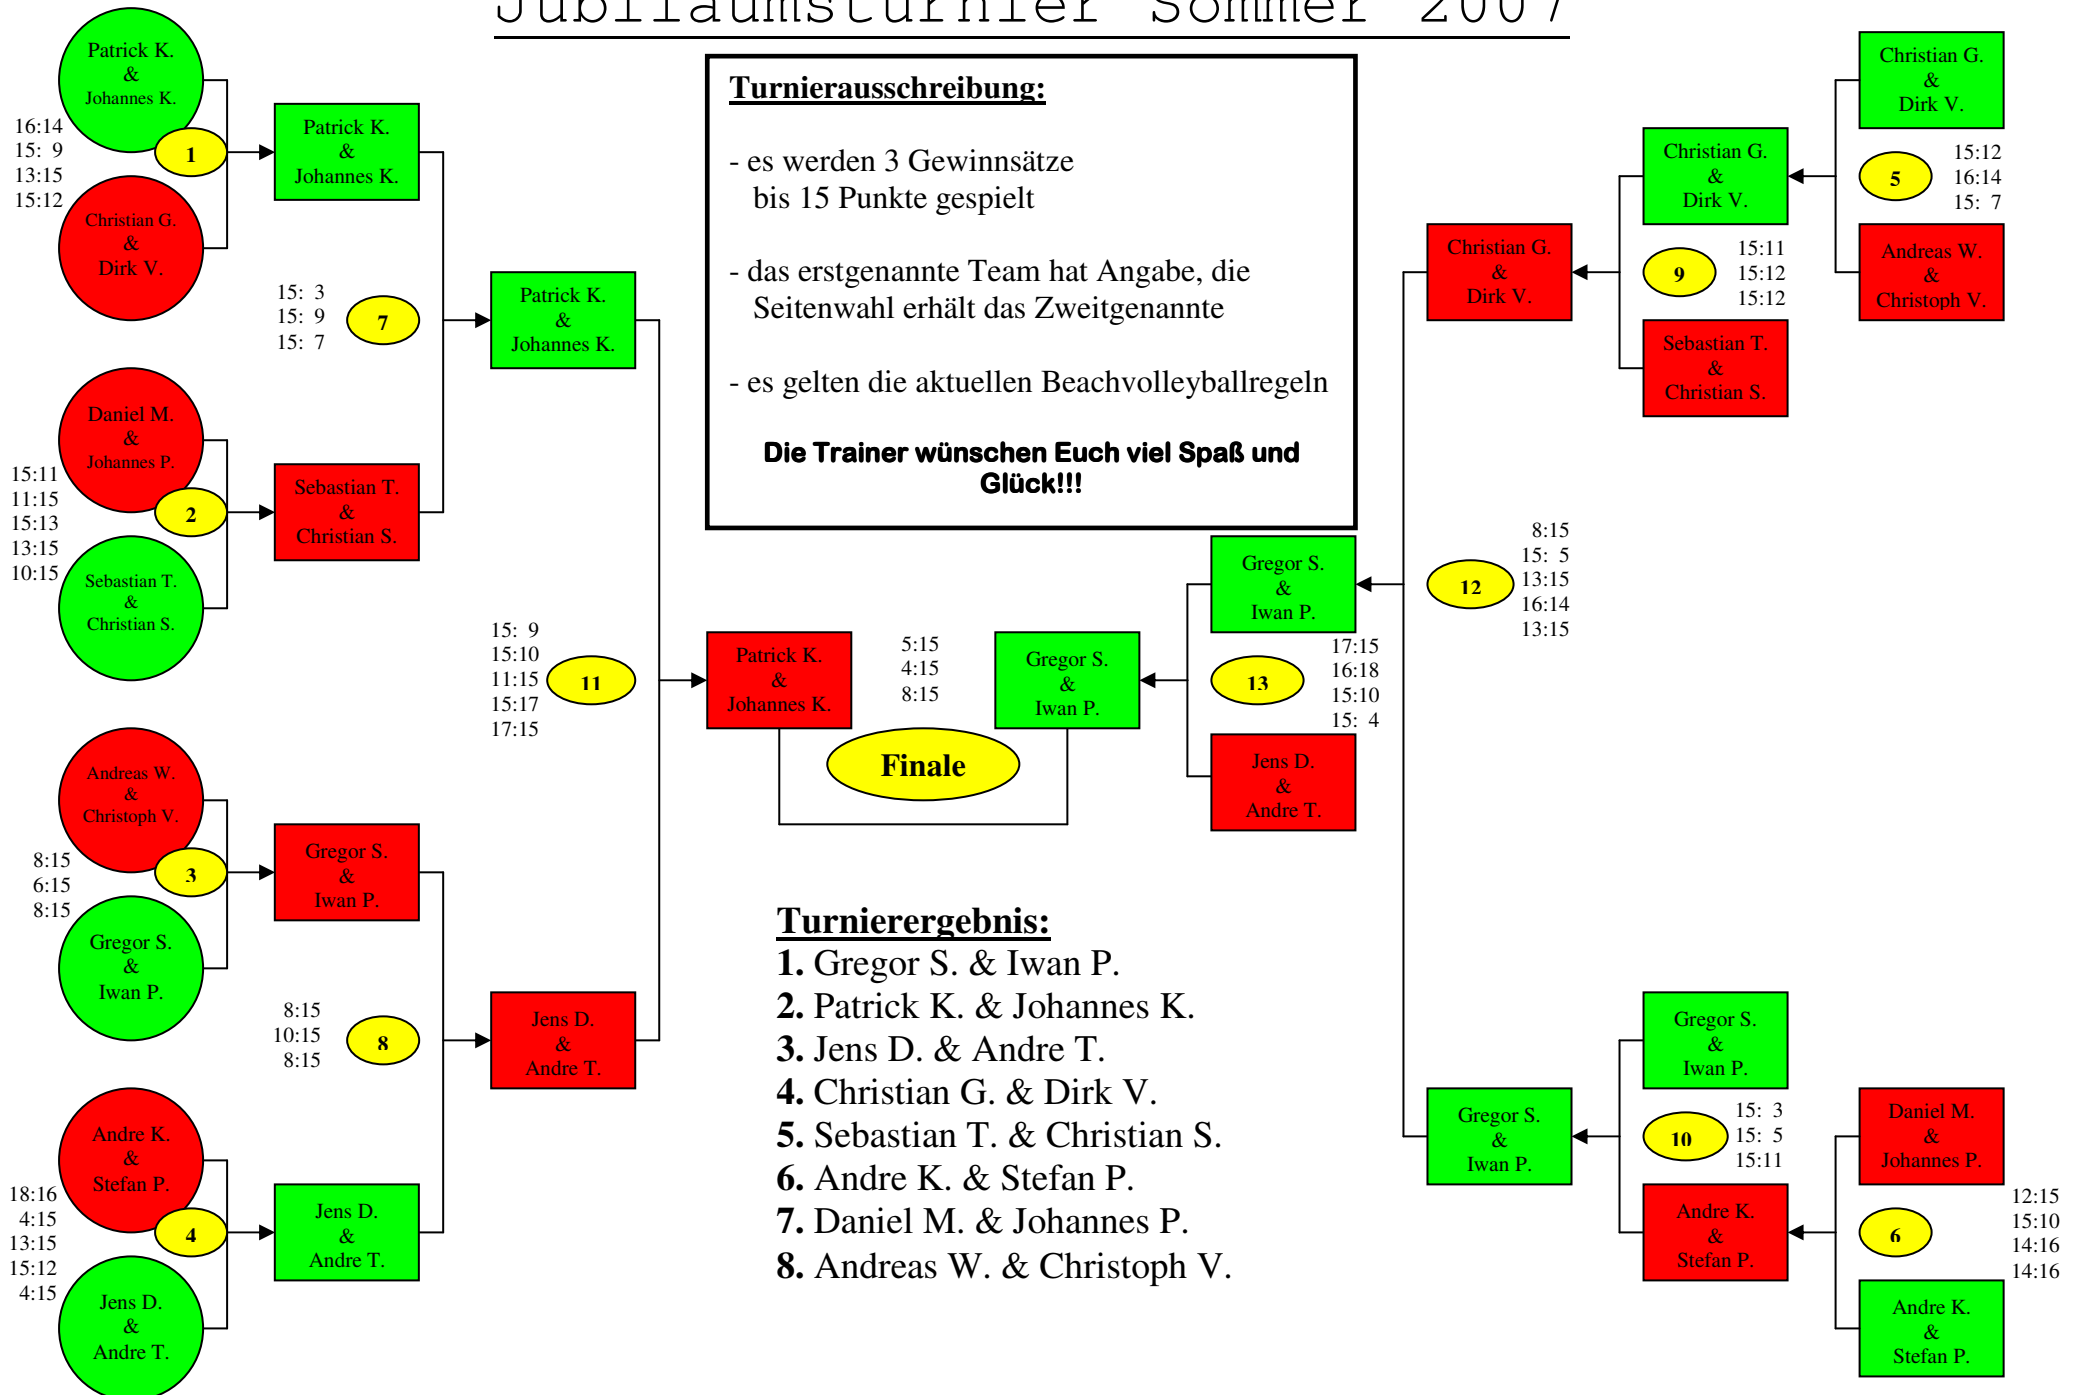 Jubiläumsturnier Sommer 2007
Patrick K.
&
Johannes K.
16:14
15: 9
13:15
15:12
1
Christian G.
&
Dirk V.
Daniel M.
&
Johannes P.
15:11
11:15
15:13
13:15
10:15
2
Sebastian T.
&
Christian S.
Andreas W.
&
Christoph V.
8:15
6:15
8:15
3
Gregor S.
&
Iwan P.
Andre K.
&
Stefan P.
18:16
4:15
13:15
15:12
4:15
4
Jens D.
&
Andre T.
Patrick K.
&
Johannes K.
15: 3
15: 9
15: 7
7
Sebastian T.
&
Christian S.
Gregor S.
&
Iwan P.
8:15
10:15
8:15
8
Jens D.
&
Andre T.
Patrick K.
&
Johannes K.
15: 9
15:10
11:15
15:17
17:15
11
Jens D.
&
Andre T.
Turnierausschreibung:
- es werden 3 Gewinnsätze
bis 15 Punkte gespielt
- das erstgenannte Team hat Angabe, die
Seitenwahl erhält das Zweitgenannte
- es gelten die aktuellen Beachvolleyballregeln
Die Trainer wünschen Euch viel Spaß und
Glück!!!
Patrick K.
&
Johannes K.
5:15
4:15
8:15
Finale
Gregor S.
&
Iwan P.
Gregor S.
&
Iwan P.
13
17:15
16:18
15:10
15: 4
Jens D.
&
Andre T.
Turnierergebnis:
1. Gregor S. & Iwan P.
2. Patrick K. & Johannes K.
3. Jens D. & Andre T.
4. Christian G. & Dirk V.
5. Sebastian T. & Christian S.
6. Andre K. & Stefan P.
7. Daniel M. & Johannes P.
8. Andreas W. & Christoph V.
Christian G.
&
Dirk V.
12
8:15
15: 5
13:15
16:14
13:15
Gregor S.
&
Iwan P.
Christian G.
&
Dirk V.
9
15:11
15:12
15:12
Sebastian T.
&
Christian S.
Gregor S.
&
Iwan P.
10
15: 3
15: 5
15:11
Andre K.
&
Stefan P.
Christian G.
&
Dirk V.
5
15:12
16:14
15: 7
Andreas W.
&
Christoph V.
Daniel M.
&
Johannes P.
6
12:15
15:10
14:16
14:16
Andre K.
&
Stefan P.